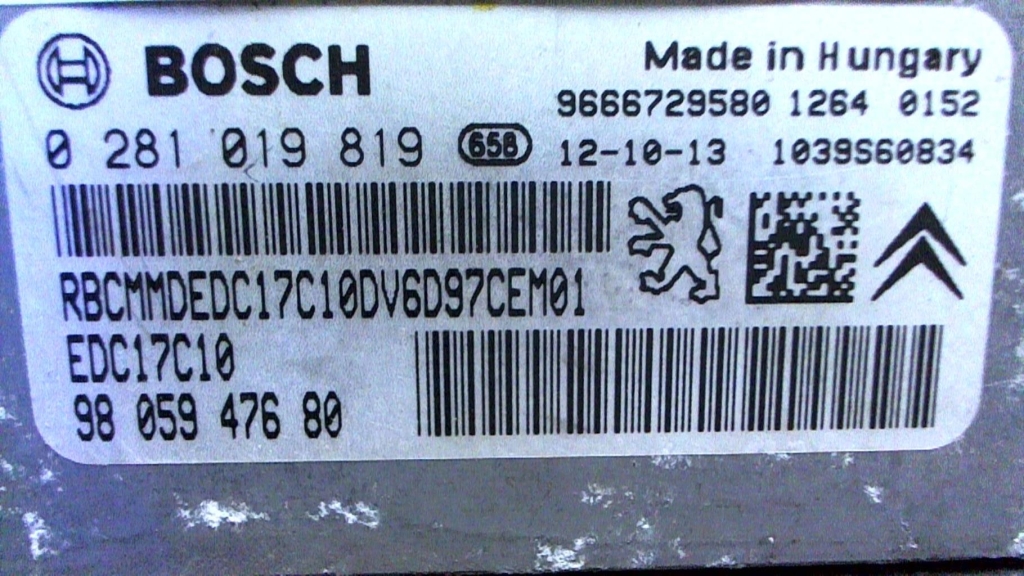 BOSCH
Made in Hungary
9666729580 1264 0152
0 281 019 819 658 12-10-13 1039S60834
RBCMMDEDC17C10DV6D97CEM01
EDC17C10
98 059 476 80